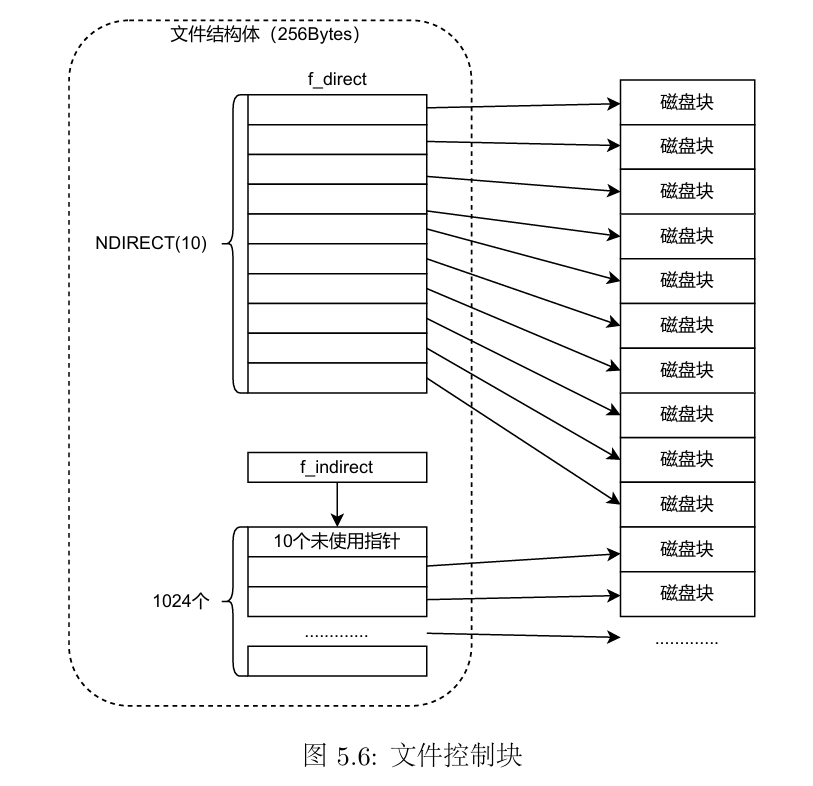 文件结构体（256Bytes）
f_direct
NDIRECT(10)
磁盘块
磁盘块
磁盘块
磁盘块
磁盘块
磁盘块
磁盘块
磁盘块
磁盘块
磁盘块
磁盘块
磁盘块
.............
f_indirect
10个未使用指针
1024个
.............
图 5.6: 文件控制块